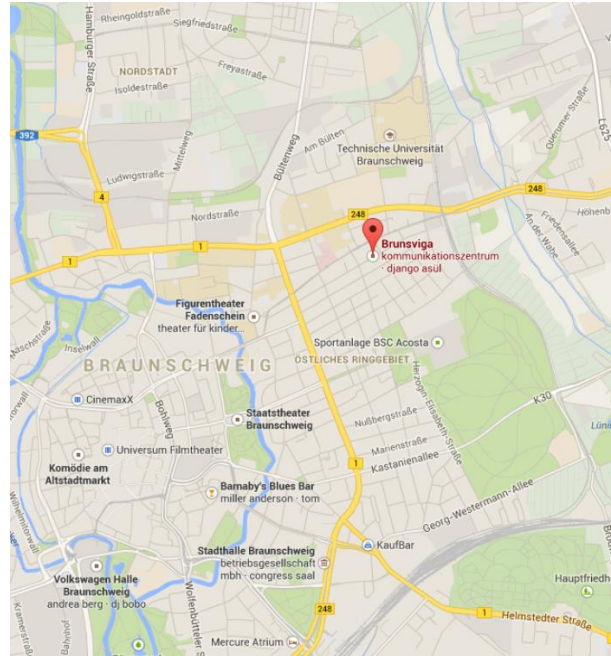 Hamburger Straße
Rheingoldstraße
Siegfriedstraße
NORDSTADT
Freyastraße
Isoldestraße
Bültenweg
Am Bülten
Mittelweg
Technische Universität
Braunschweig
L625
392
Ludwigstraße
4
248
Nordstraße
248
Friedensallee
An der Wabe
1
1
Brunsviga
kommunikationszentrum
· django asül
Figurentheater
Fadenschein
theater für kinder...
Inselwall
Sportanlage BSC Acosta
BRAUNSCHWEIG
ÖSTLICHES RINGGEBIET
Herzogin-Elisabeth-Straße
CinemaxX
Bohlweg
K30
Staatstheater
Braunschweig
Nußbergstraße
Universum Filmtheater
Marienstraße
Komödie am
Altstadtmarkt
1
Kastanienallee
Barnaby's Blues Bar
miller anderson · tom
Georg-Westermann-Allee
Wilhelmitorwall
KaufBar
Stadthalle Braunschweig
betriebsgesellschaft
mbh · congress saal
Volkswagen Halle
Braunschweig
andrea berg · dj bobo
Hauptfriedh
248
1
Helmstedter Straße
Wolfenbütteler
Mercure Atrium